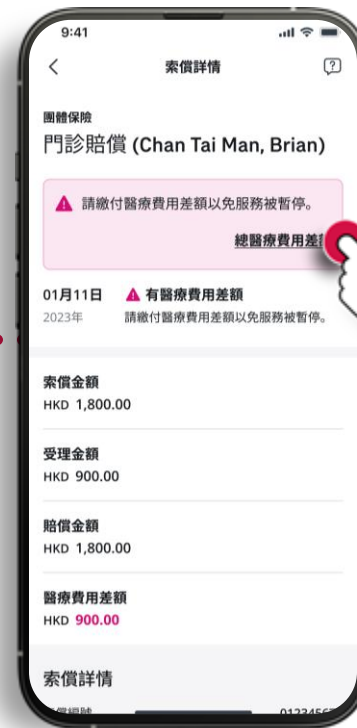 9:41
索償詳情
團體保險
門診賠償 (Chan Tai Man, Brian)
請繳付醫療費用差額以免服務被暫停。
總醫療費用差
01月11日 有醫療費用差額
2023年 請繳付醫療費用差額以免服務被暫停。
索償金額
HKD 1,800.00
受理金額
HKD 900.00
賠償金額
HKD 1,800.00
醫療費用差額
HKD 900.00
索償詳情